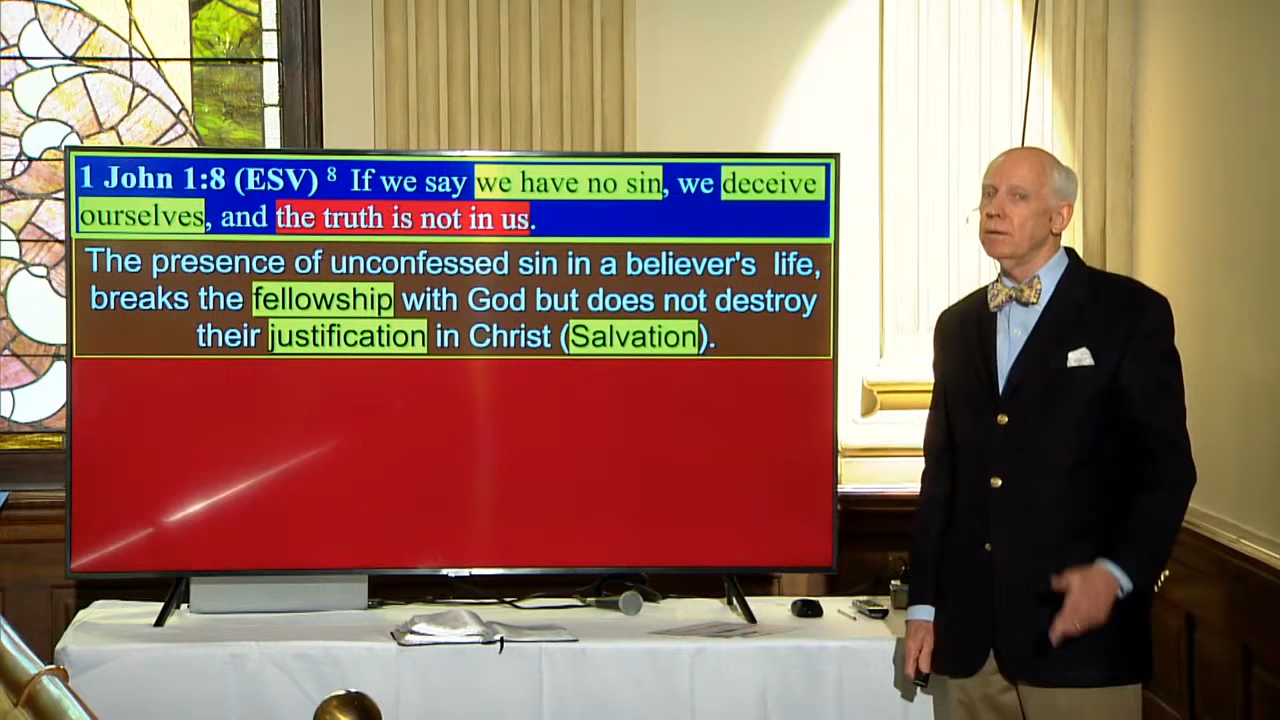 1 John 1:8 (ESV) 8 If we say we have no sin, we deceive
ourselves, and the truth is not in us.
The presence of unconfessed sin in a believer's life,
breaks the fellowship with God but does not destroy
their justification in Christ (Salvation).